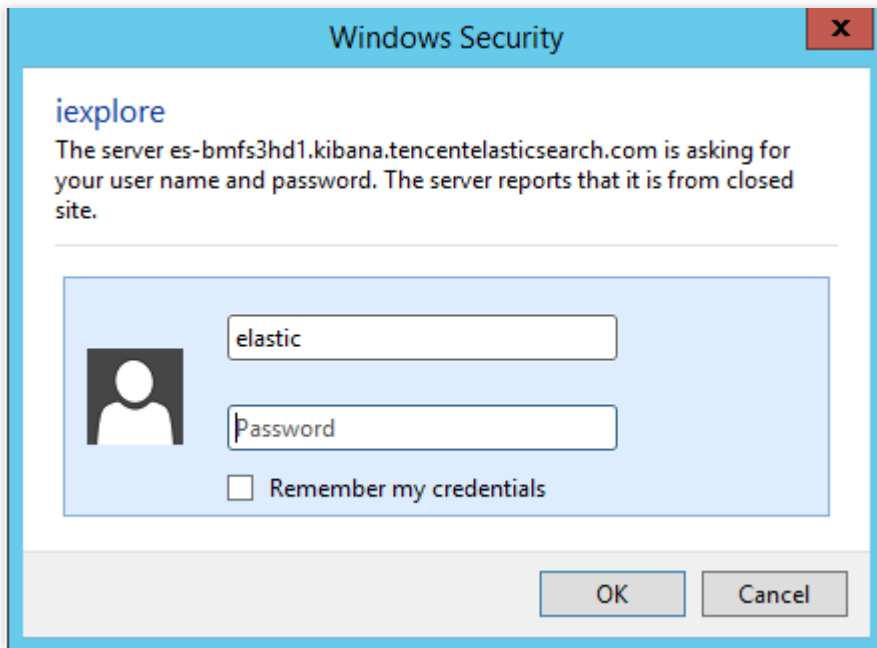 Windows Security
x
iexplore
The server es-bmfs3hd1.kibana.tencentelasticsearch.com is asking for
your user name and password. The server reports that it is from closed
site.
elastic
Password
Remember my credentials
OK
Cancel